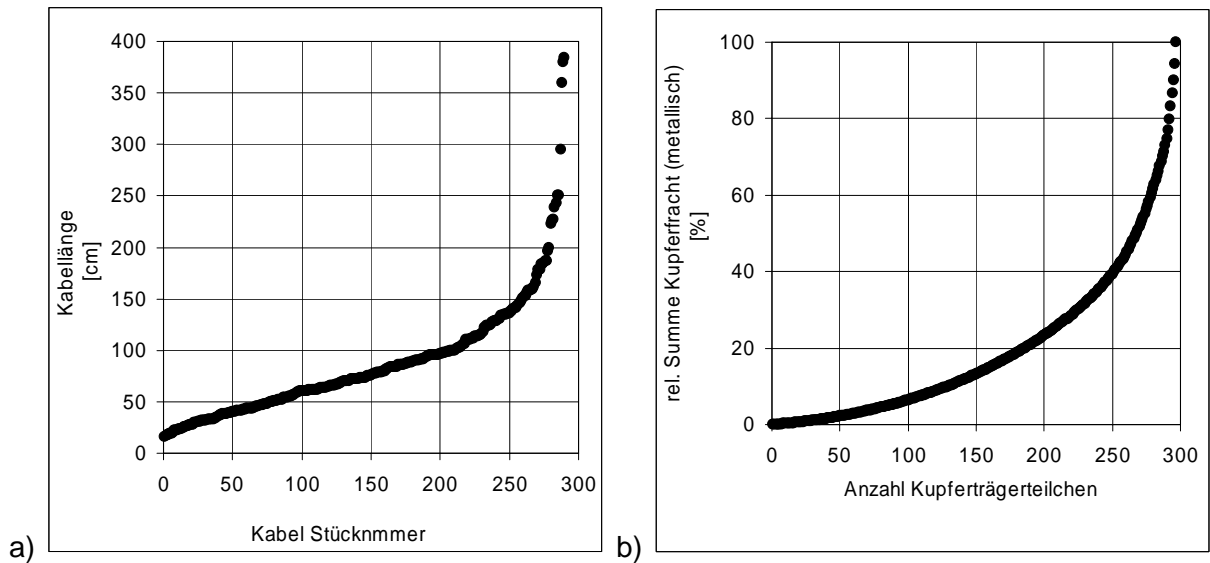 400
350
300
250
200
150
100
50
0
Kabellänge
[cm]
0 50 100 150 200 250 300
Kabel Stücknmmer
a)
100
80
60
40
20
0
rel. Summe Kupferfracht (metallisch)
[%]
0 50 100 150 200 250 300
Anzahl Kupferträgerteilchen
b)